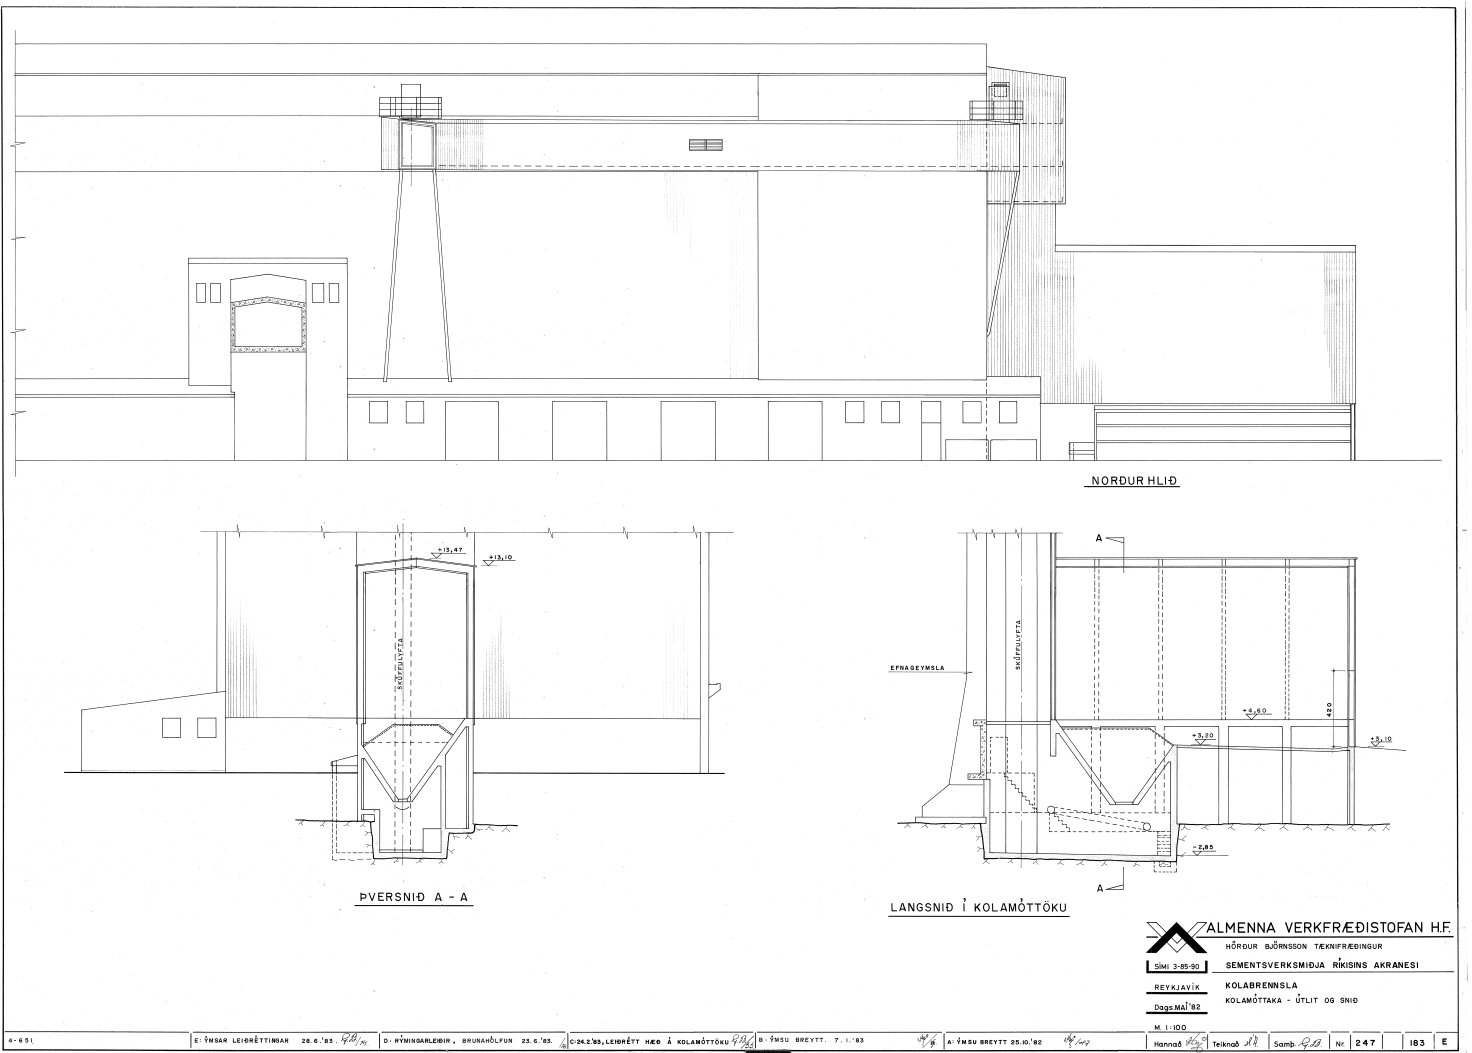 NORÐURHLIÐ
+13,47
+13,10
SKÚFFULYFTA
ÞVERSNIÐ A - A
A
SKÚFFULYFTA
EFNAGEYMSLA
+4,60
420
+3,20
+3,10
-2,85
A
LANGSNIÐ Í KOLAMÓTTÖKU
ALMENNA VERKFRÆÐISTOFAN H.F.
HÖRÐUR BJÖRNSSON TÆKNIFRÆÐINGUR
SÍMI 3-85-90
SEMENTSVERKSMIÐJA RÍKISINS AKRANESI
REYKJAVÍK
KOLABRENNSLA
KOLAMÓTTAKA - ÚTLIT OG SNIÐ
Dags. MAÍ '82
M. 1:100
4-651
E: ÝMSAR LEIÐRÉTTINGAR 28.6.'83.
D: RÝMINGARLEIÐIR, BRUNAHÓLFUN 23.6.'83.
C: 24.2.'83, LEIÐRÉTT HÆÐ Á KOLAMÓTTÖKU
B: ÝMSU BREYTT. 7.1.'83
A: ÝMSU BREYTT 25.10.'82
Hannað
Teiknað
Samþ.
Nr. 247
183
E